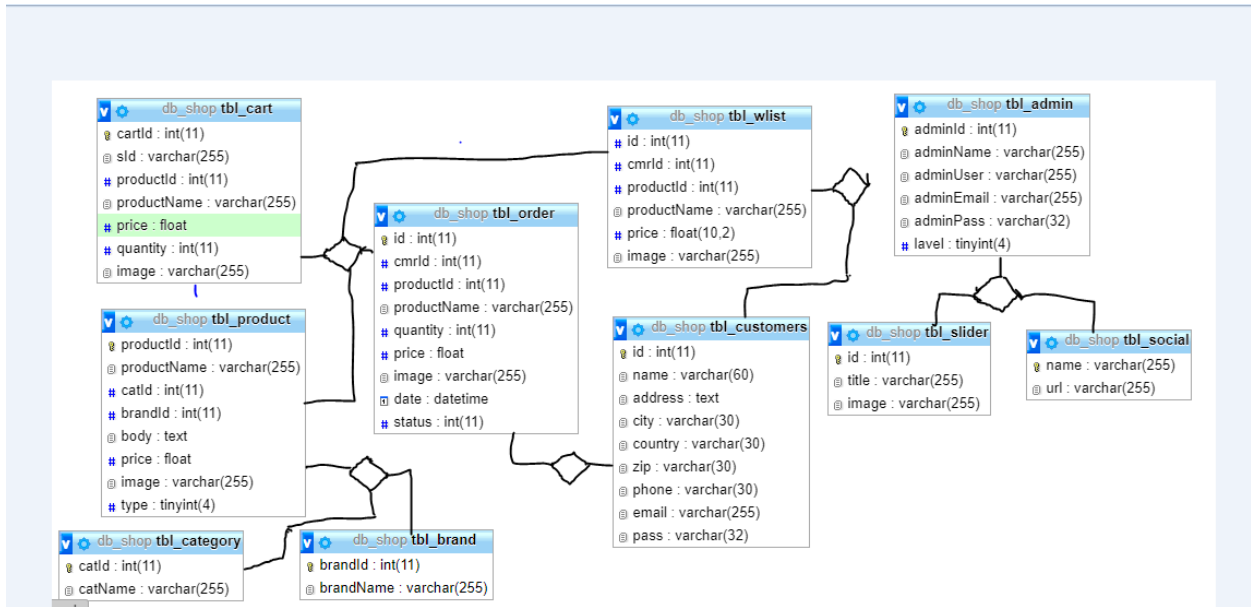 db_shop tbl_cart
cartId : int(11)
sId : varchar(255)
productId : int(11)
productName : varchar(255)
price : float
quantity : int(11)
image : varchar(255)
db_shop tbl_wlist
id : int(11)
cmrId : int(11)
productId : int(11)
productName : varchar(255)
price : float(10,2)
image : varchar(255)
db_shop tbl_admin
adminId : int(11)
adminName : varchar(255)
adminUser : varchar(255)
adminEmail : varchar(255)
adminPass : varchar(32)
lavel : tinyint(4)
db_shop tbl_order
id : int(11)
cmrId : int(11)
productId : int(11)
productName : varchar(255)
quantity : int(11)
price : float
image : varchar(255)
date : datetime
status : int(11)
db_shop tbl_product
productId : int(11)
productName : varchar(255)
catId : int(11)
brandId : int(11)
body : text
price : float
image : varchar(255)
type : tinyint(4)
db_shop tbl_customers
id : int(11)
name : varchar(60)
address : text
city : varchar(30)
country : varchar(30)
zip : varchar(30)
phone : varchar(30)
email : varchar(255)
pass : varchar(32)
db_shop tbl_slider
id : int(11)
title : varchar(255)
image : varchar(255)
db_shop tbl_social
name : varchar(255)
url : varchar(255)
db_shop tbl_category
catId : int(11)
catName : varchar(255)
db_shop tbl_brand
brandId : int(11)
brandName : varchar(255)